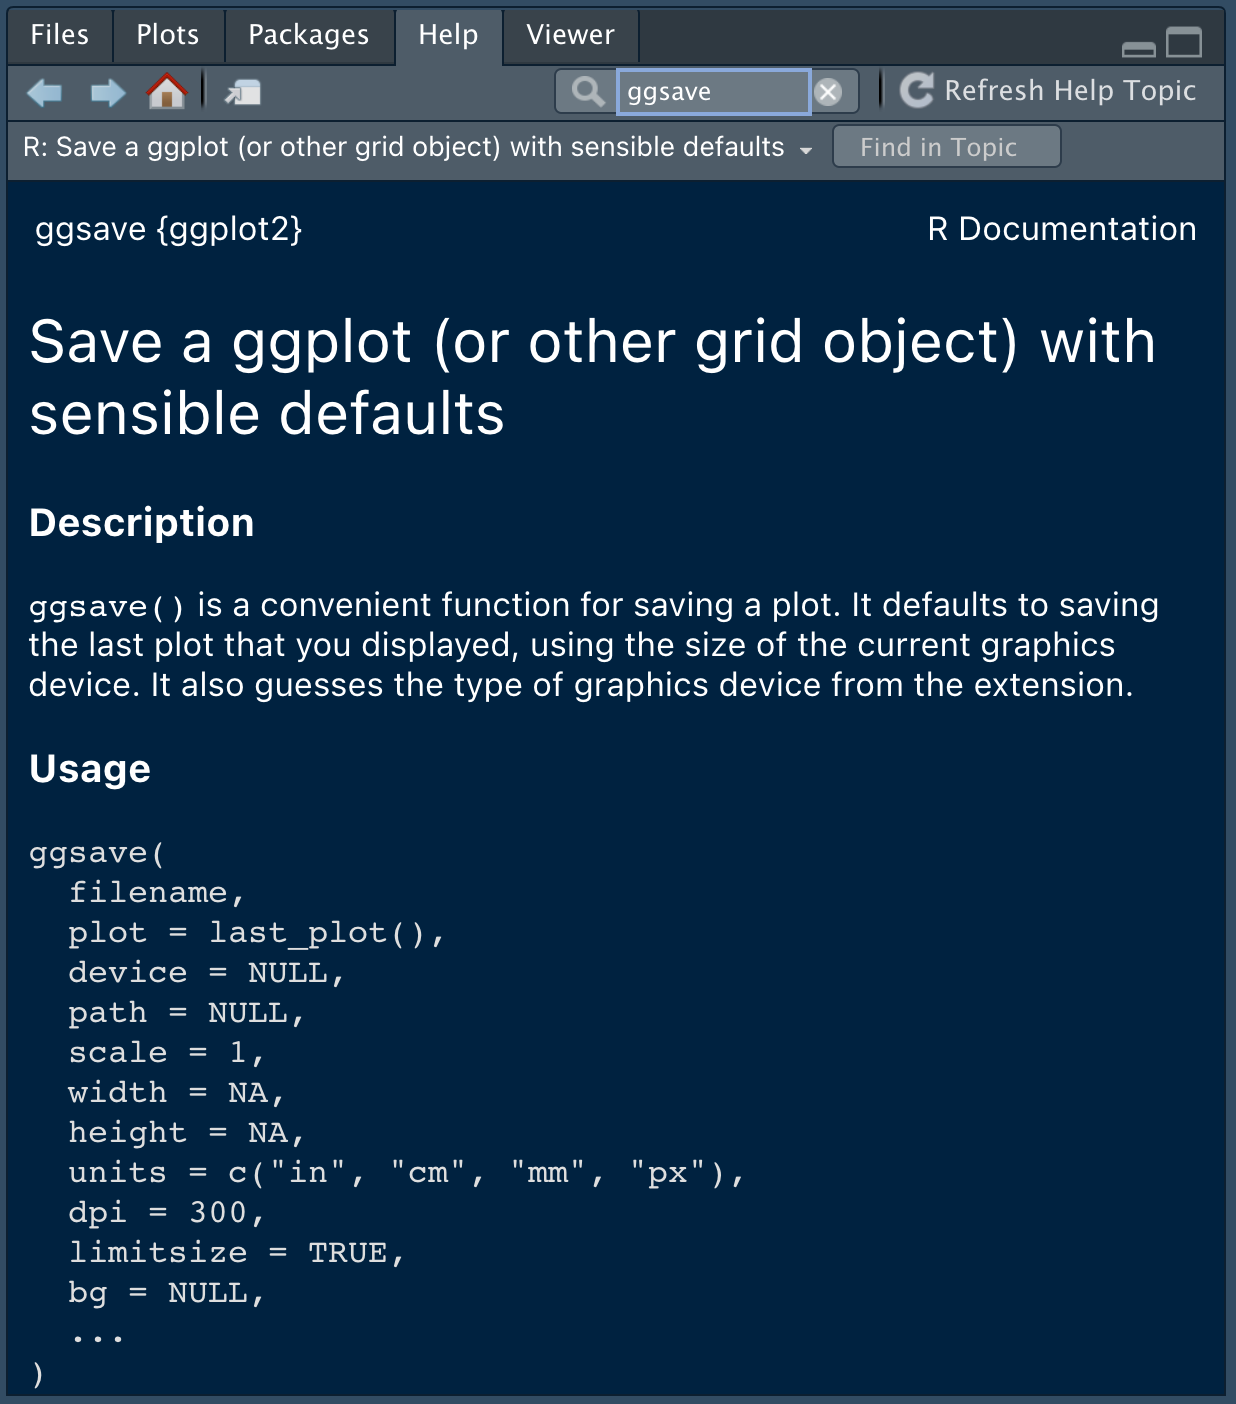 Files Plots Packages Help Viewer
ggsave Refresh Help Topic
R: Save a ggplot (or other grid object) with sensible defaults Find in Topic
ggsave {ggplot2} R Documentation
Save a ggplot (or other grid object) with
sensible defaults
Description
ggsave() is a convenient function for saving a plot. It defaults to saving
the last plot that you displayed, using the size of the current graphics
device. It also guesses the type of graphics device from the extension.
Usage
ggsave(
  filename,
  plot = last_plot(),
  device = NULL,
  path = NULL,
  scale = 1,
  width = NA,
  height = NA,
  units = c("in", "cm", "mm", "px"),
  dpi = 300,
  limitsize = TRUE,
  bg = NULL,
  ...
)